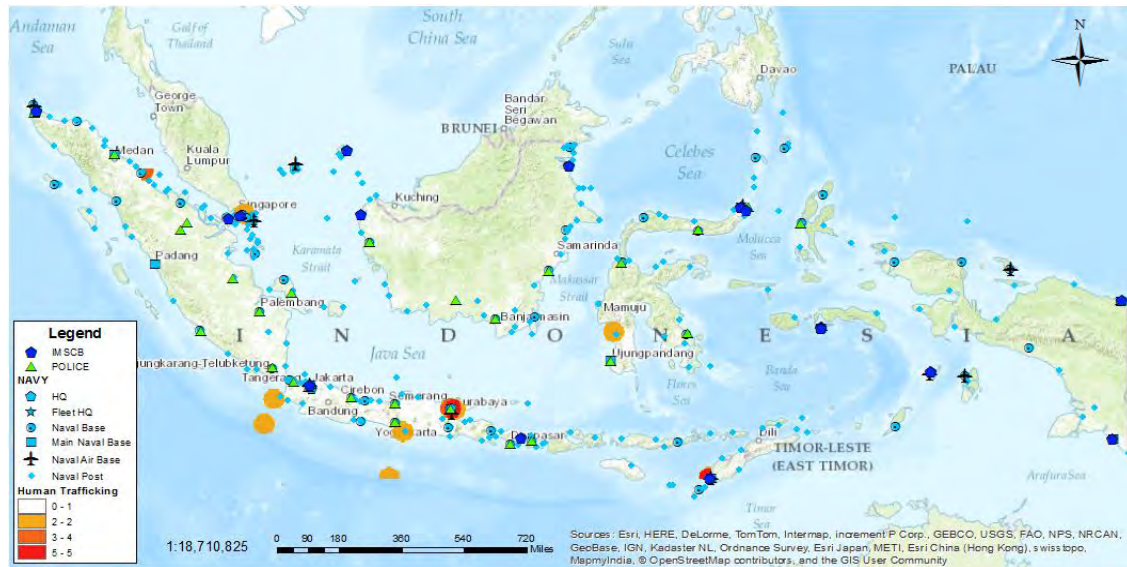 Andaman
Sea
Gulf of
Thailand
South
China Sea
Sulu
Sea
Davao
PALAU
N
George
Town
Bandar
Seri
Begawan
BRUNEI
Medan
Kuala
Lumpur
Celebes
Sea
Kuching
Singapore
Samarinda
Molucca
Sea
Padang
Karamata
Strait
Makassar
Strait
Palembang
Mamuju
Banjarmasin
I N D O N E S I A
Java Sea
Ujungpandang
Banda
Sea
Flores
Sea
jungkarang-Telubketung
Tangerang
Jakarta
Cirebon
Semarang
Surabaya
Bandung
Yogyakarta
Denpasar
Dili
TIMOR-LESTE
(EAST TIMOR)
Arafura Sea
Timor
Sea
Legend
IMSCB
POLICE
NAVY
HQ
Fleet HQ
Naval Base
Main Naval Base
Naval Air Base
Naval Post
Human Trafficking
0 - 1
2 - 2
3 - 4
5 - 5
1:18,710,825
0 90 180 360 540 720
Miles
Sources: Esri, HERE, DeLorme, TomTom, Intermap, increment P Corp., GEBCO, USGS, FAO, NPS, NRCAN,
GeoBase, IGN, Kadaster NL, Ordnance Survey, Esri Japan, METI, Esri China (Hong Kong), swisstopo,
MapmyIndia, © OpenStreetMap contributors, and the GIS User Community